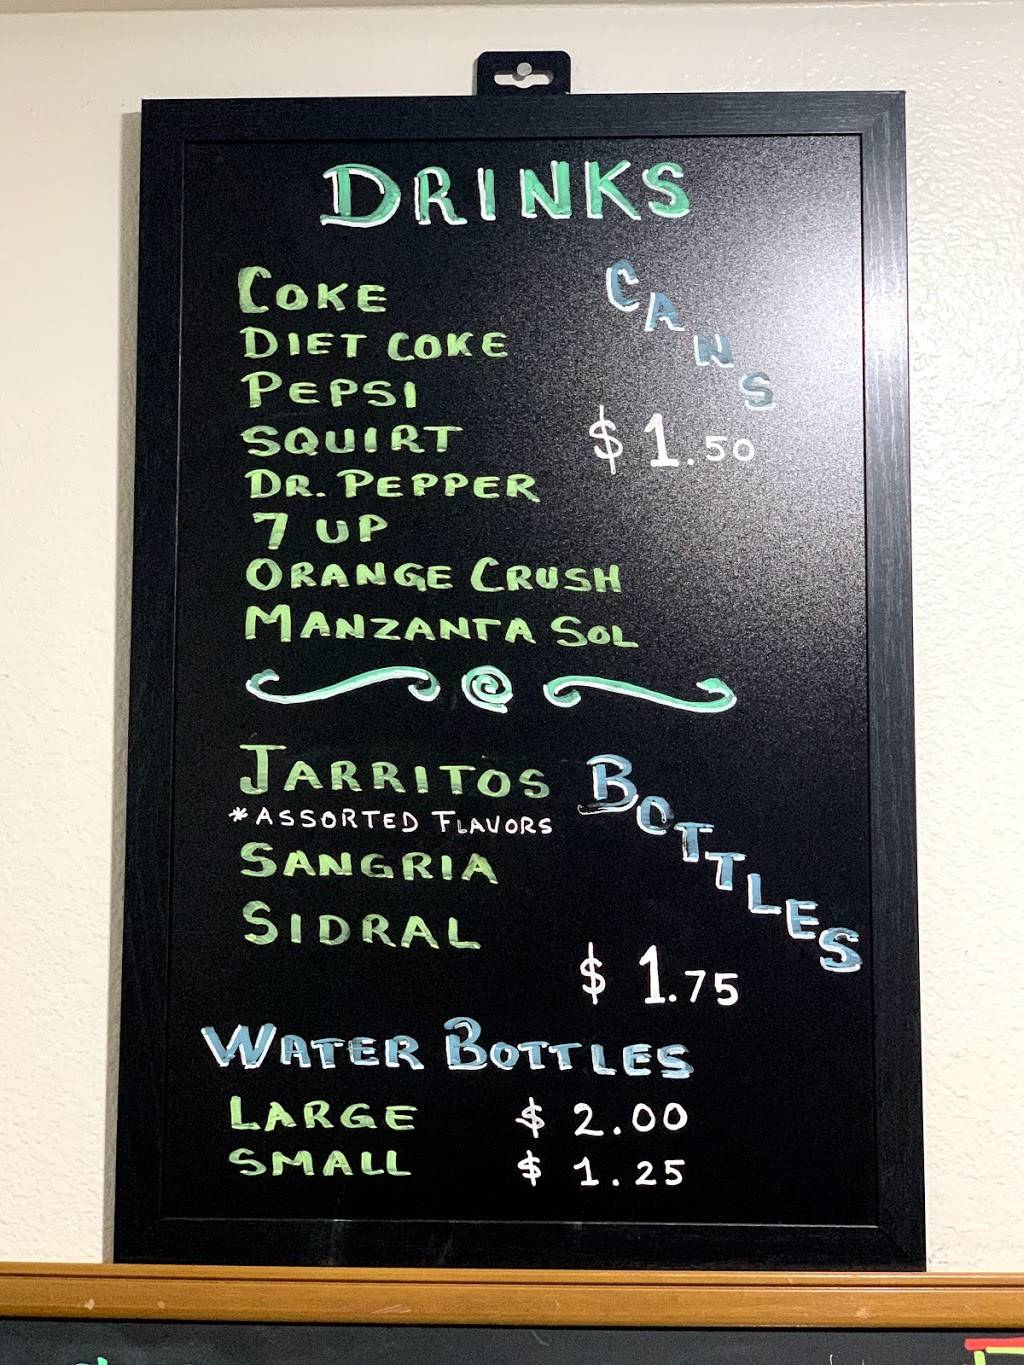 DRINKS
COKE
DIET COKE
PEPSI
SQUIRT
DR. PEPPER
7 UP
ORANGE CRUSH
MANZANTA SOL
CANS
$ 1.50
JARRITOS
*ASSORTED FLAVORS
SANGRIA
SIDRAL
BOTTLES
$ 1.75
WATER BOTTLES
LARGE $ 2.00
SMALL $ 1.25